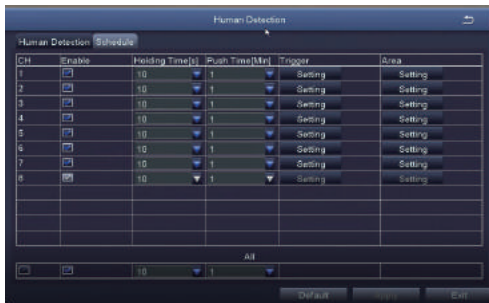 Human Detection
Human Detection Schedule
CH Enable Holding Time[s] Push Time[Min] Trigger Area
1 10 1 Setting Setting
2 10 1 Setting Setting
3 10 1 Setting Setting
4 10 1 Setting Setting
5 10 1 Setting Setting
6 10 1 Setting Setting
7 10 1 Setting Setting
8 10 1 Setting Setting
All
10 1
Default Apply Exit